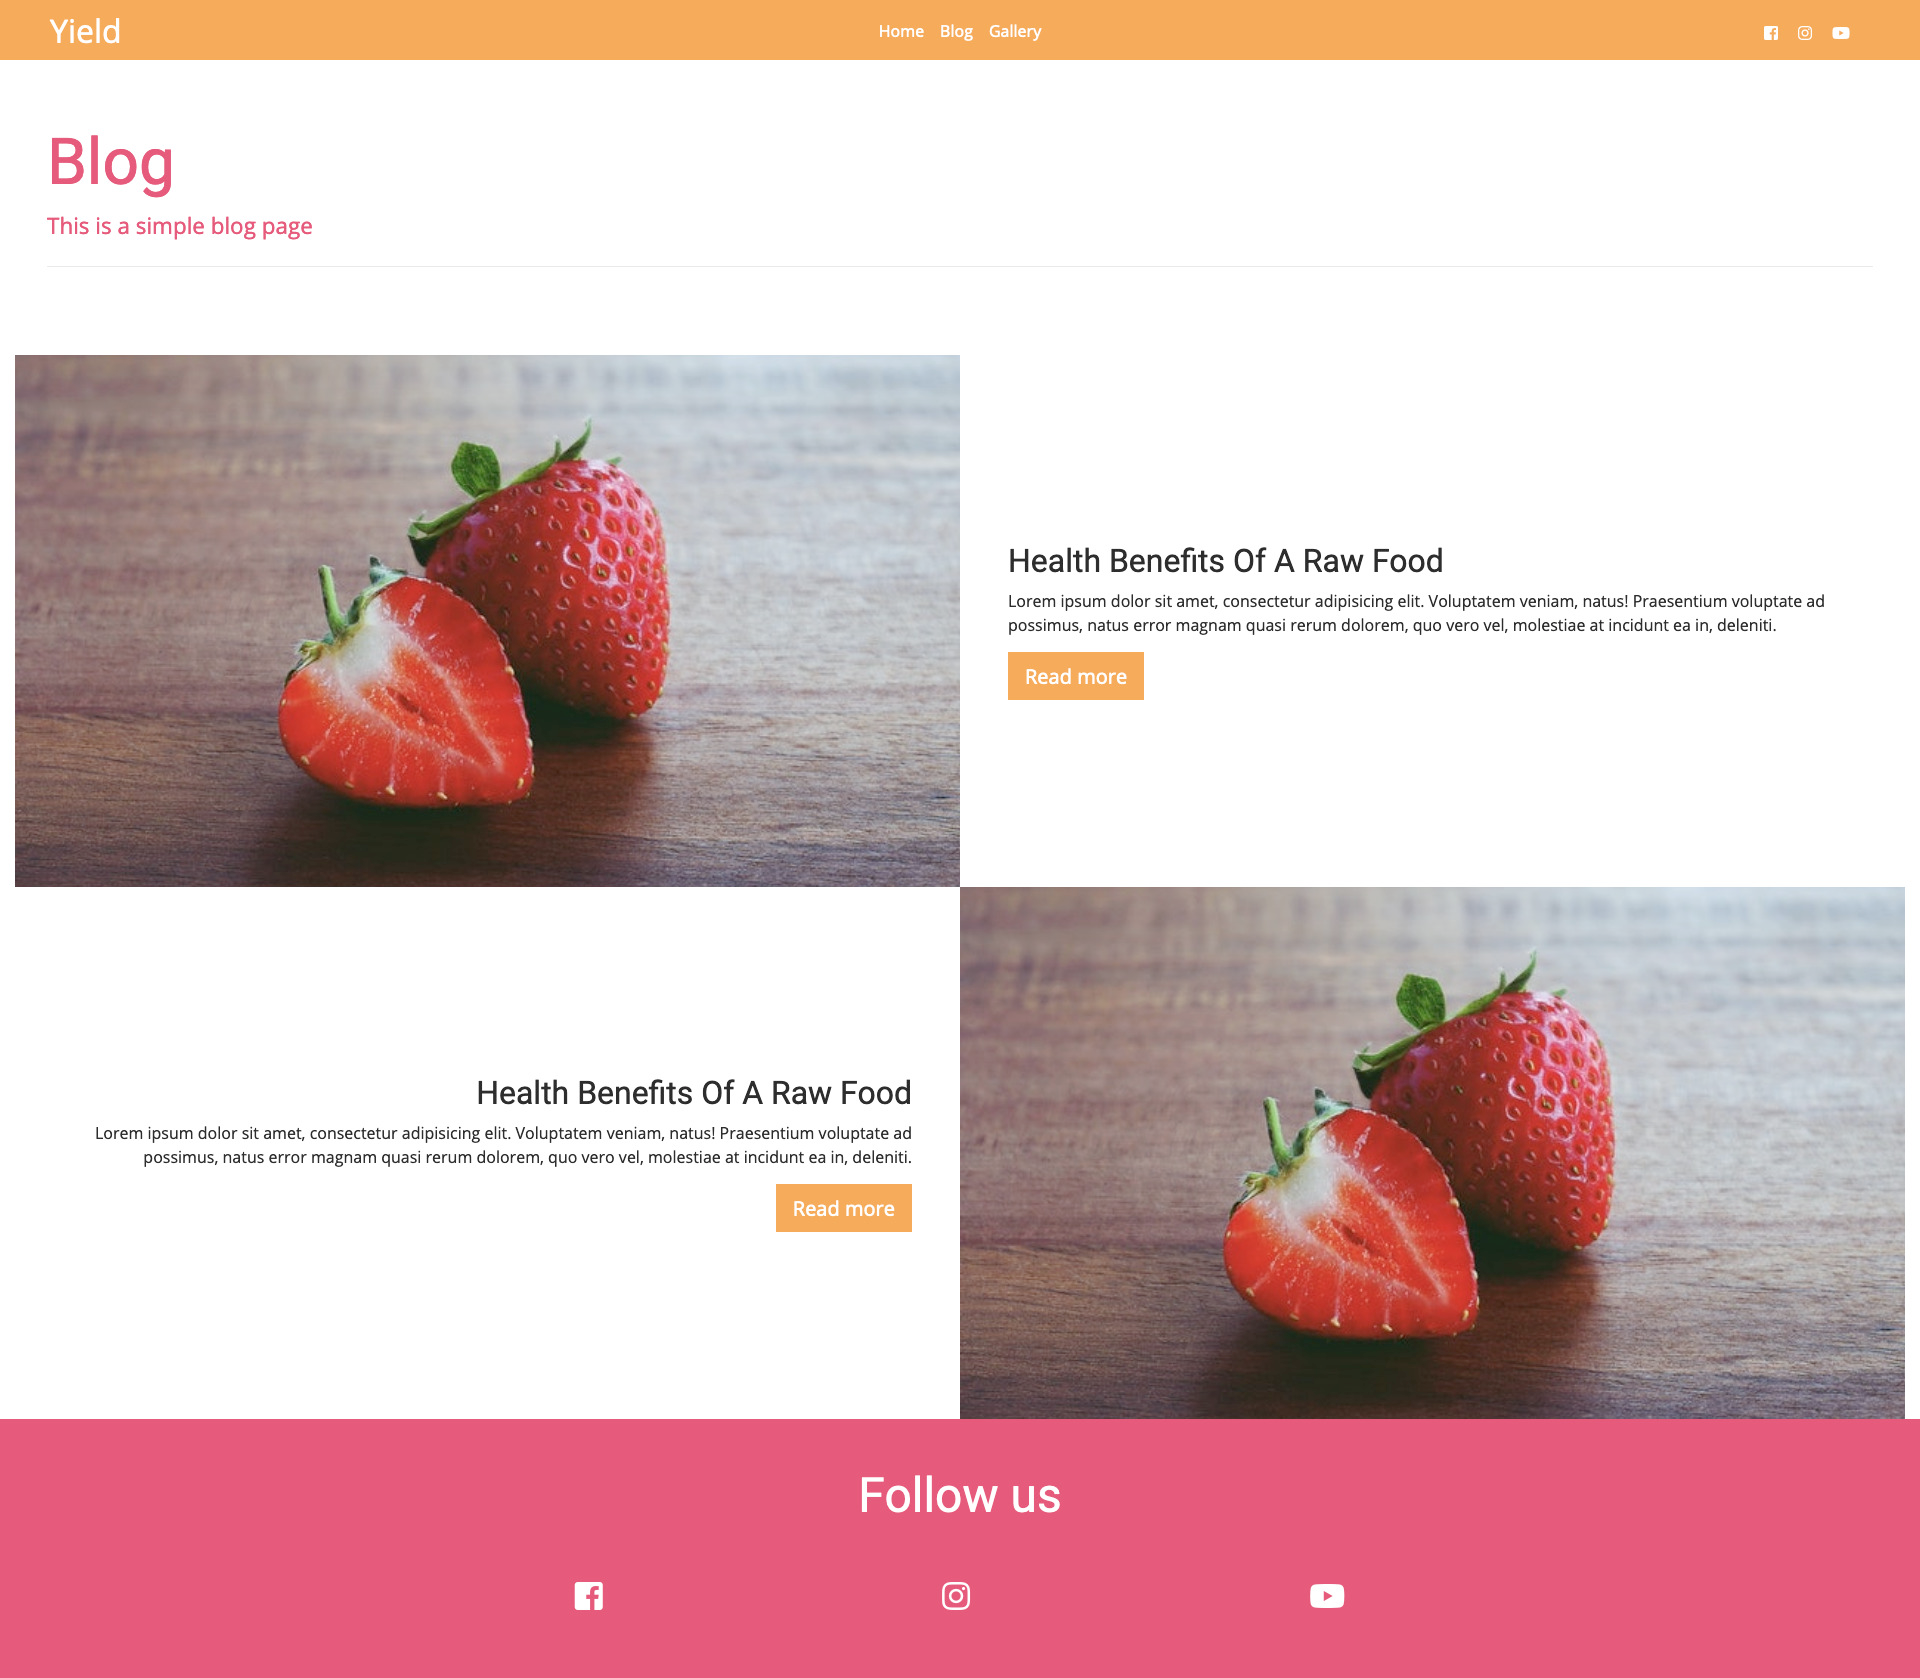 Yield
Home Blog Gallery
Blog
This is a simple blog page
Health Benefits Of A Raw Food
Lorem ipsum dolor sit amet, consectetur adipisicing elit. Voluptatem veniam, natus! Praesentium voluptate ad
possimus, natus error magnam quasi rerum dolorem, quo vero vel, molestiae at incidunt ea in, deleniti.
Read more
Health Benefits Of A Raw Food
Lorem ipsum dolor sit amet, consectetur adipisicing elit. Voluptatem veniam, natus! Praesentium voluptate ad
possimus, natus error magnam quasi rerum dolorem, quo vero vel, molestiae at incidunt ea in, deleniti.
Read more
Follow us